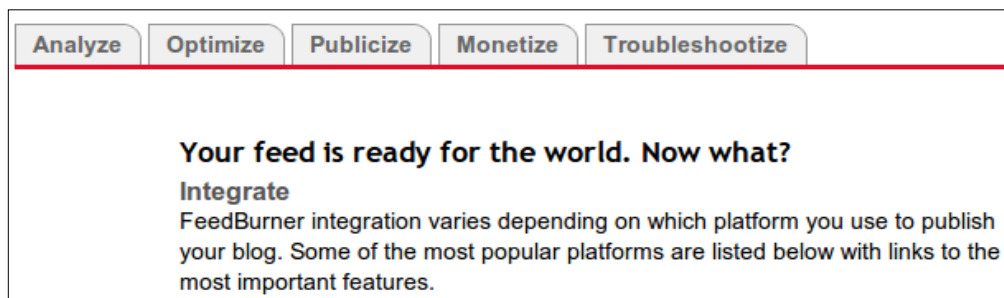 Analyze Optimize Publicize Monetize Troubleshootize
Your feed is ready for the world. Now what?
Integrate
FeedBurner integration varies depending on which platform you use to publish
your blog. Some of the most popular platforms are listed below with links to the
most important features.